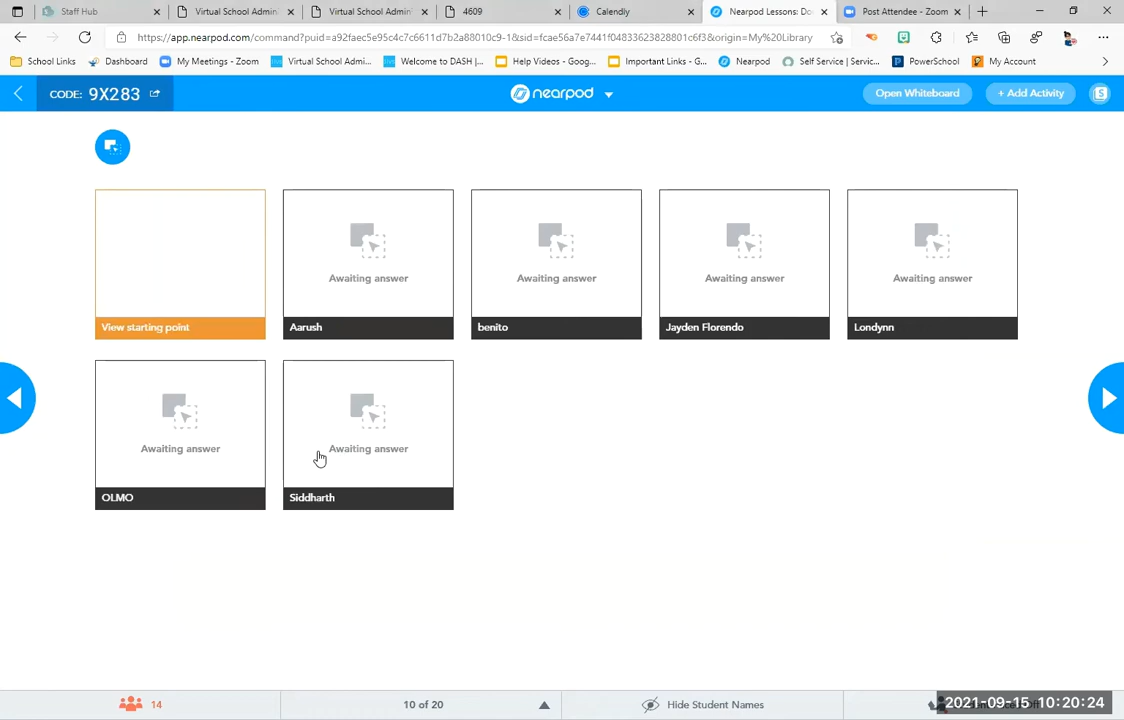 Staff Hub
Virtual School Admin
Virtual School Admin
4609
Calendly
Nearpod Lessons: Do
Post Attendee - Zoom
https://app.nearpod.com/command?puid=a92faec5e95c4c7c6611d7b2a88010c9-1&sid=fcae56a7e7441f04833623828801c6f3&origin=My%20Library
School Links
Dashboard
My Meetings - Zoom
Virtual School Admi...
Welcome to DASH |...
Help Videos - Goog...
Important Links - G...
Nearpod
Self Service | Servic...
PowerSchool
My Account
CODE: 9X283
nearpod
Open Whiteboard
+ Add Activity
S
View starting point
Awaiting answer
Aarush
Awaiting answer
benito
Awaiting answer
Jayden Florendo
Awaiting answer
Londynn
Awaiting answer
OLMO
Awaiting answer
Siddharth
14
10 of 20
Hide Student Names
2021-09-15 10:20:24